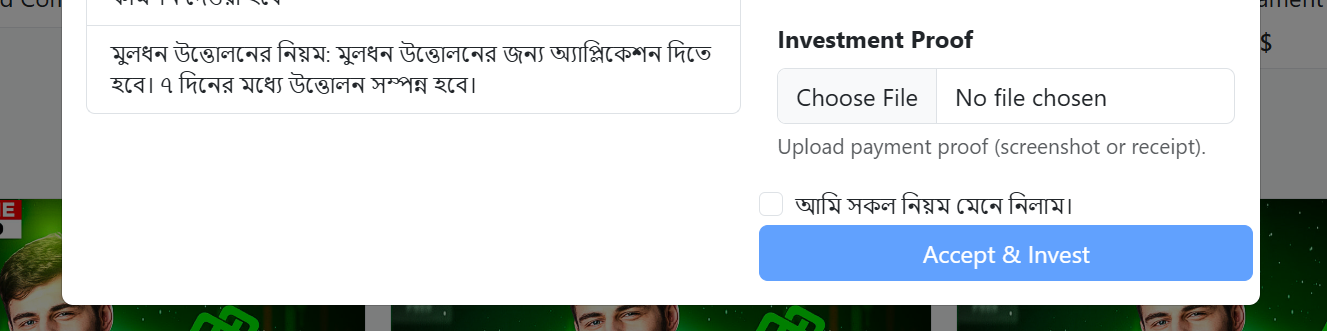 মুলধন উত্তোলনের নিয়ম: মুলধন উত্তোলনের জন্য অ্যাপ্লিকেশন দিতে
হবে। ৭ দিনের মধ্যে উত্তোলন সম্পন্ন হবে।
Investment Proof
$
Choose File No file chosen
Upload payment proof (screenshot or receipt).
আমি সকল নিয়ম মেনে নিলাম।
Accept & Invest